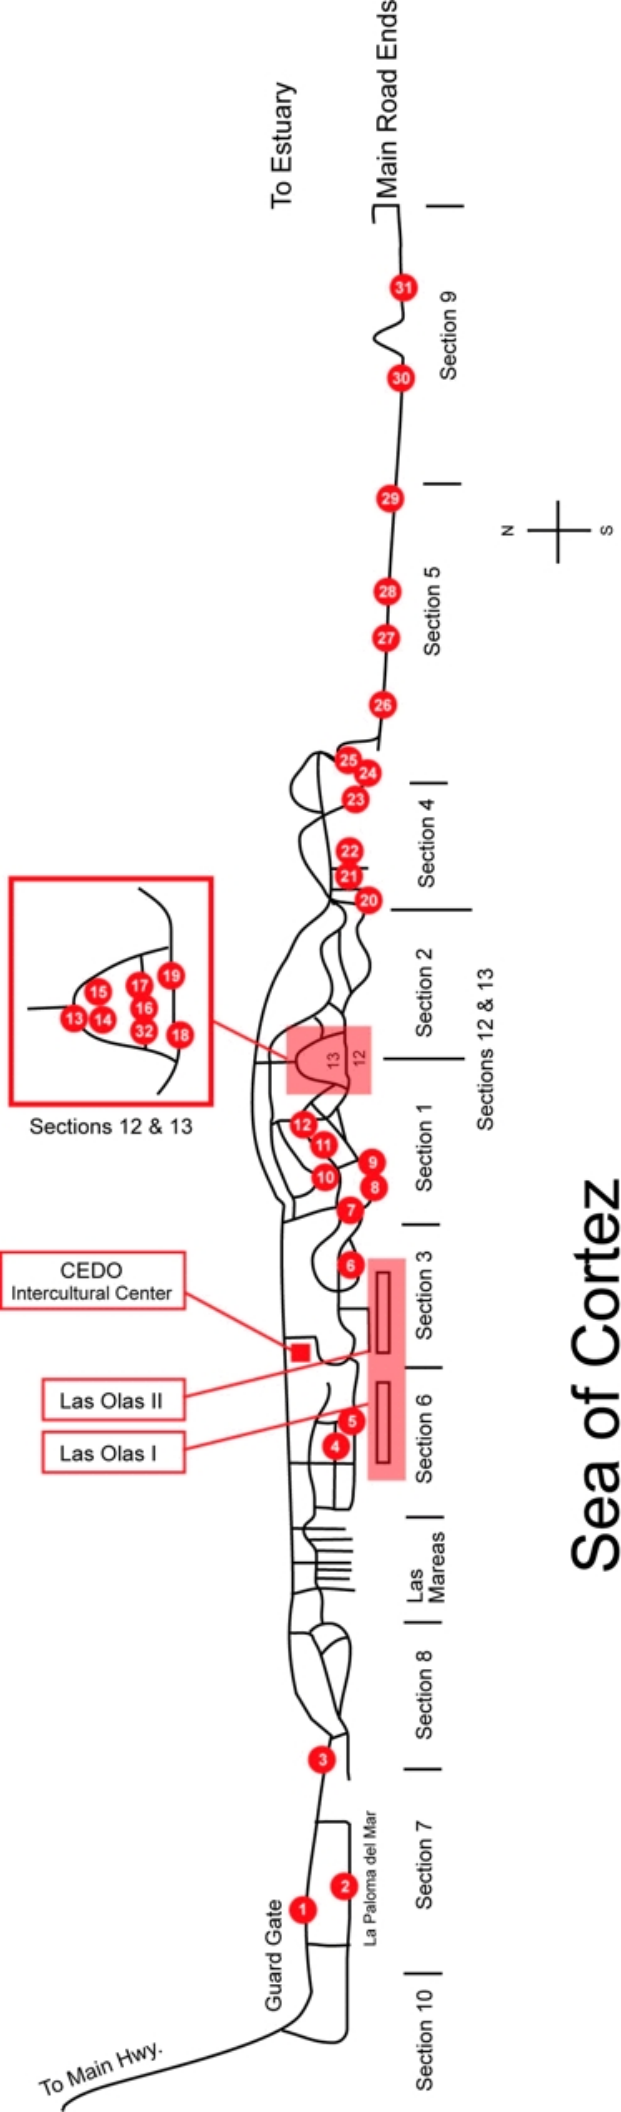 Main Road Ends
To Estuary
31
Section 9
30
29
N
S
28
Section 5
27
26
25
24
23
Section 4
22
21
20
Section 2
19
17
15
16
13
14
32
18
Sections 12 & 13
13
12
Sections 12 & 13
12
11
Section 1
10
9
8
7
CEDO
Intercultural Center
6
Section 3
Las Olas II
Las Olas I
5
4
Section 6
Sea of Cortez
Las
Mareas
Section 8
3
Section 7
La Paloma del Mar
2
1
Guard Gate
Section 10
To Main Hwy.